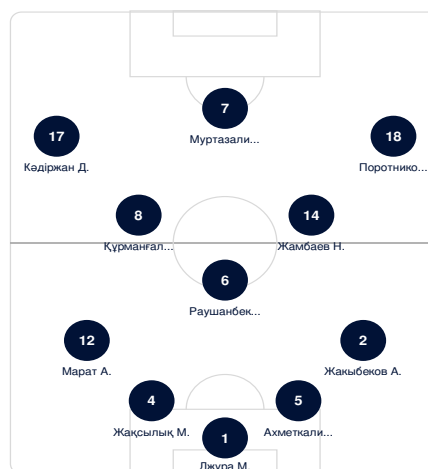 7
Муртазали...
17
Кәдіржан Д.
18
Поротнико...
8
Құрманғал...
14
Жамбаев Н.
6
Раушанбек...
12
Марат А.
2
Жакыбеков А.
4
Жақсылық М.
5
Ахметкали...
1
Джура М.